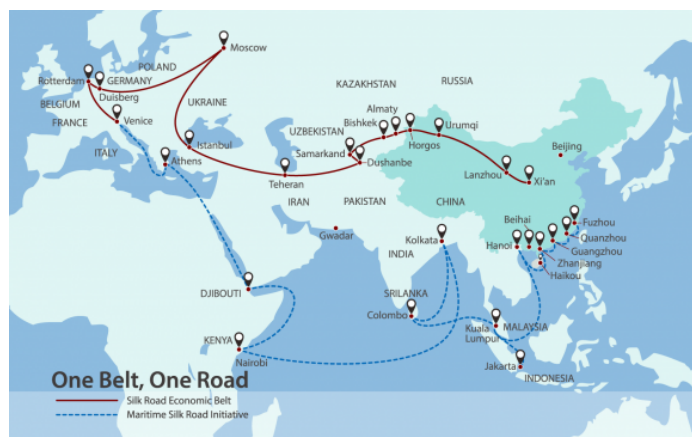 Moscow
POLAND
Rotterdam
GERMANY
Duisberg
KAZAKHSTAN
RUSSIA
BELGIUM
UKRAINE
Almaty
FRANCE
Venice
Bishkek
Urumqi
UZBEKISTAN
Horgos
ITALY
Istanbul
Beijing
Samarkand
Athens
Dushanbe
Lanzhou
Xi'an
Teheran
IRAN
PAKISTAN
CHINA
Beihai
Fuzhou
Gwadar
Kolkata
Hanoi
Quanzhou
Guangzhou
INDIA
Zhanjiang
Haikou
DJIBOUTI
SRILANKA
Colombo
Kuala
Lumpur
MALAYSIA
KENYA
Nairobi
Jakarta
INDONESIA
One Belt, One Road
Silk Road Economic Belt
Maritime Silk Road Initiative